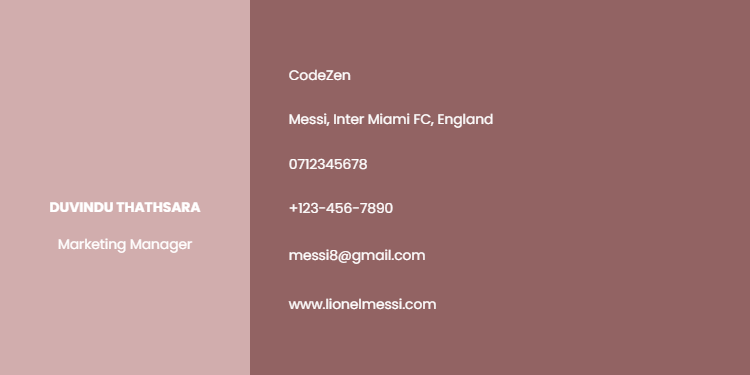 DUVINDU THATHSARA
Marketing Manager
CodeZen
Messi, Inter Miami FC, England
0712345678
+123-456-7890
messi8@gmail.com
www.lionelmessi.com